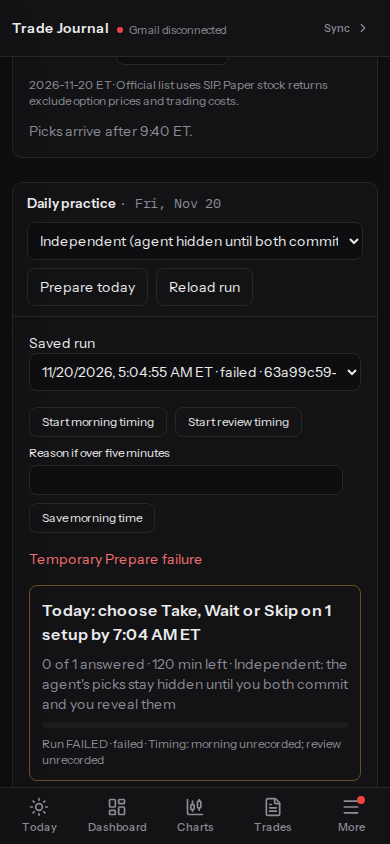 Trade Journal Gmail disconnected Sync
2026-11-20 ET · Official list uses SIP. Paper stock returns
exclude option prices and trading costs.
Picks arrive after 9:40 ET.
Daily practice · Fri, Nov 20
Independent (agent hidden until both commit
Prepare today Reload run
Saved run
11/20/2026, 5:04:55 AM ET · failed · 63a99c59-
Start morning timing Start review timing
Reason if over five minutes
Save morning time
Temporary Prepare failure
Today: choose Take, Wait or Skip on 1
setup by 7:04 AM ET
0 of 1 answered · 120 min left · Independent: the
agent's picks stay hidden until you both commit
and you reveal them
Run FAILED · failed · Timing: morning unrecorded; review
unrecorded
Today Dashboard Charts Trades More